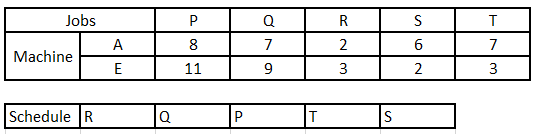 Jobs P Q R S T
Machine A 8 7 2 6 7
E 11 9 3 2 3
Schedule R Q P T S